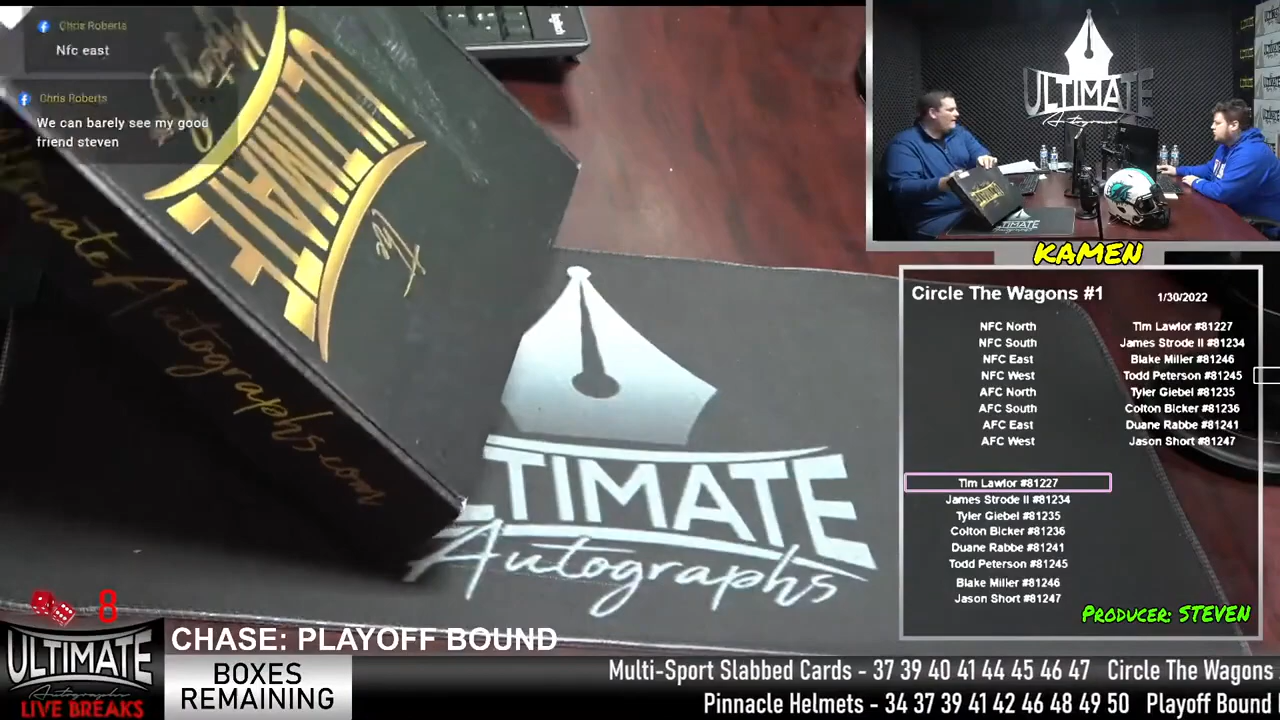 Chris Roberts
Nfc east
Chris Roberts
We can barely see my good
friend steven
ULTIMATE
UltimateAutographs.com
ULTIMATE
Autographs
ULTIMATE
Autographs
ULTIMATE
KAMEN
Circle The Wagons #1
1/30/2022
NFC North Tim Lawlor #81227
NFC South James Strode II #81234
NFC East Blake Miller #81246
NFC West Todd Peterson #81245
AFC North Tyler Giebel #81235
AFC South Colton Bicker #81236
AFC East Duane Rabbe #81241
AFC West Jason Short #81247
Tim Lawlor #81227
James Strode II #81234
Tyler Giebel #81235
Colton Bicker #81236
Duane Rabbe #81241
Todd Peterson #81245
Blake Miller #81246
Jason Short #81247
Producer: STEVEN
8
CHASE: PLAYOFF BOUND
ULTIMATE
Autographs
LIVE BREAKS
BOXES
REMAINING
Multi-Sport Slabbed Cards - 37 39 40 41 44 45 46 47 Circle The Wagons
Pinnacle Helmets - 34 37 39 41 42 46 48 49 50 Playoff Bound